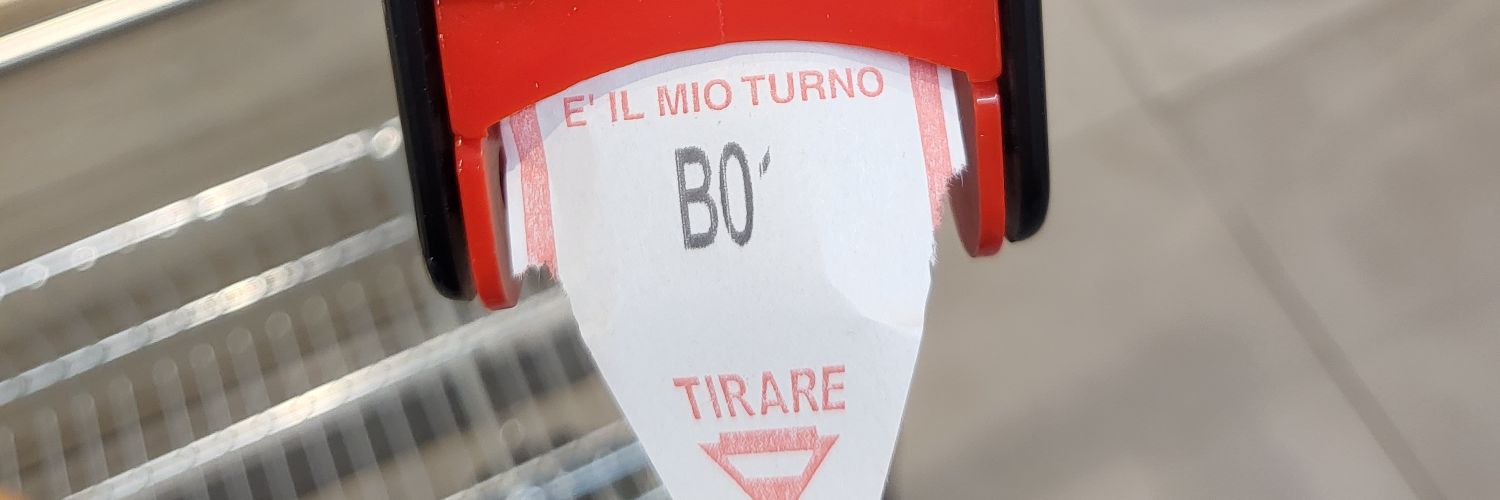 E' IL MIO TURNO
B0'
TIRARE